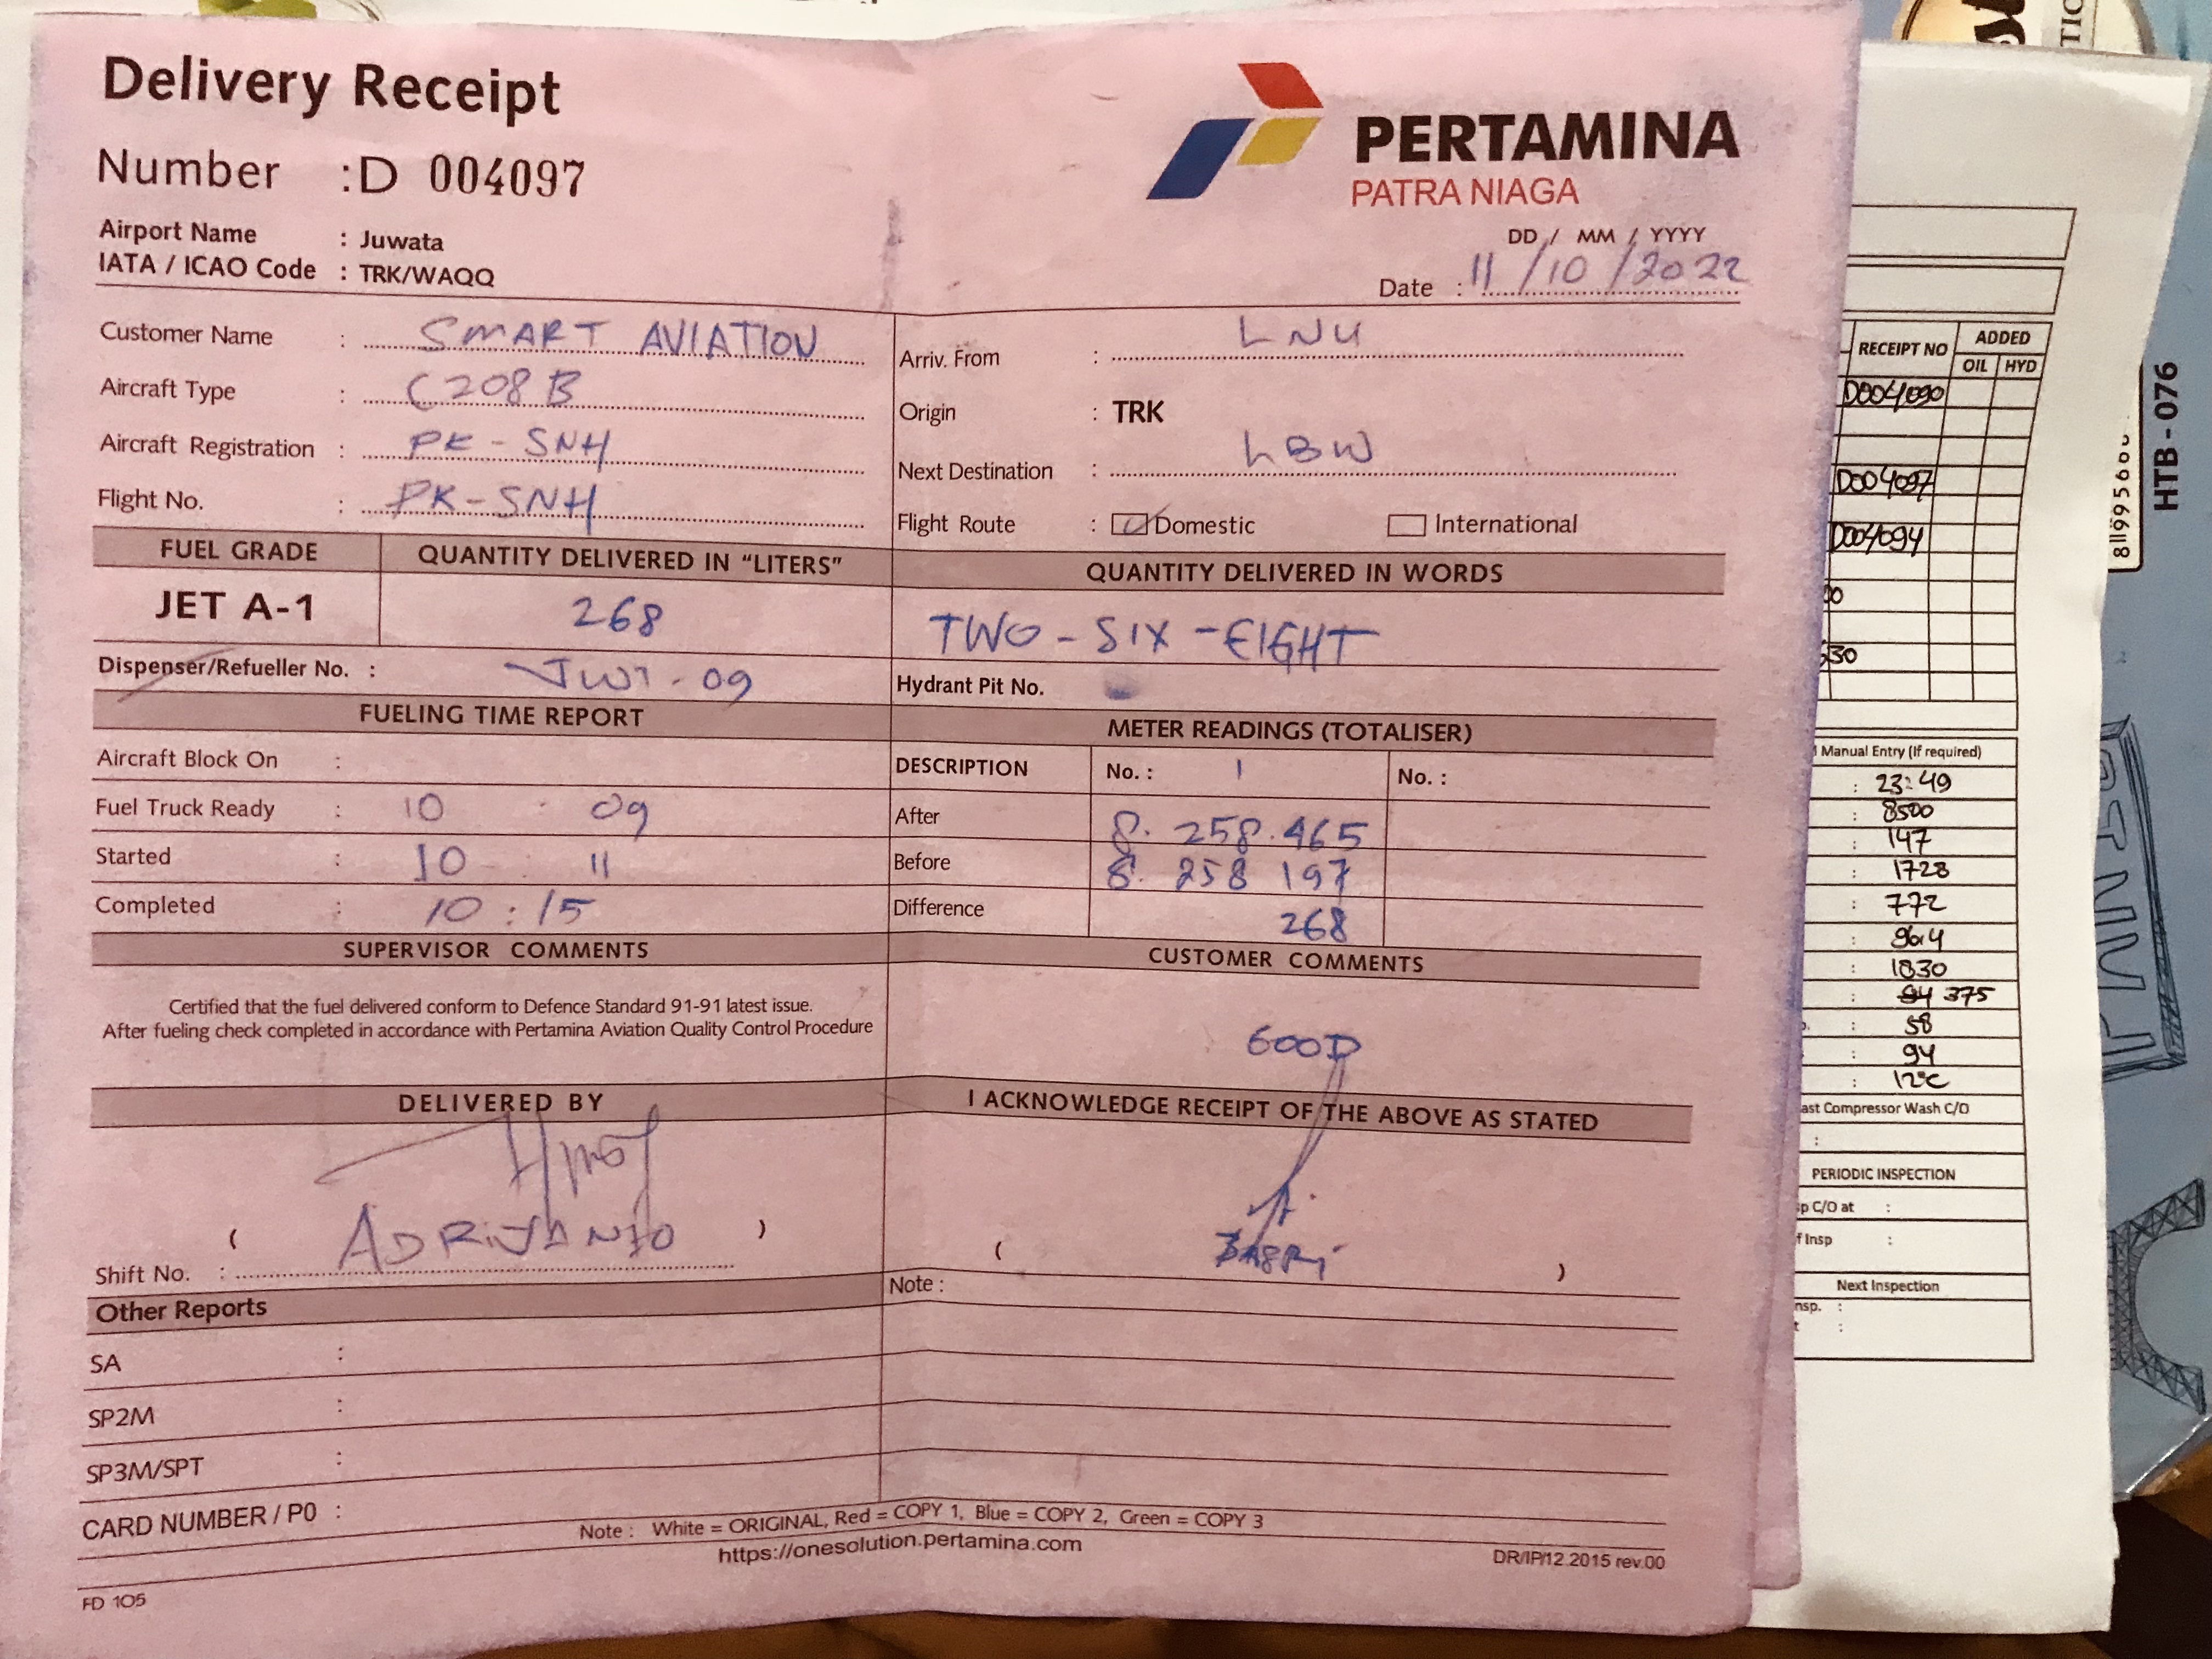 Delivery Receipt
Number : D 004097
Airport Name : Juwata
IATA / ICAO Code : TRK/WAQQ
PERTAMINA
PATRA NIAGA
DD / MM / YYYY
Date : 11/10/2022
Customer Name : SMART AVIATION
Aircraft Type : C208B
Aircraft Registration : PK-SNH
Flight No. : PK-SNH
Arriv. From : LNU
Origin : TRK
Next Destination : LBW
Flight Route : Domestic International
FUEL GRADE QUANTITY DELIVERED IN "LITERS" QUANTITY DELIVERED IN WORDS
JET A-1 268 TWO-SIX-EIGHT
Dispenser/Refueller No. : JWT-09 Hydrant Pit No.
FUELING TIME REPORT
Aircraft Block On :
Fuel Truck Ready : 10 09
Started : 10 11
Completed : 10:15
METER READINGS (TOTALISER)
DESCRIPTION No. : 1 No. :
After 8.258.465
Before 8.258 197
Difference 268
SUPERVISOR COMMENTS
Certified that the fuel delivered conform to Defence Standard 91-91 latest issue.
After fueling check completed in accordance with Pertamina Aviation Quality Control Procedure
CUSTOMER COMMENTS
GOOD
DELIVERED BY
( ADRIYANTO )
Shift No. :
I ACKNOWLEDGE RECEIPT OF THE ABOVE AS STATED
( )
Note :
Other Reports
SA :
SP2M :
SP3M/SPT :
CARD NUMBER / P0 :
Note : White = ORIGINAL, Red = COPY 1, Blue = COPY 2, Green = COPY 3
https://onesolution.pertamina.com
DR/IP/12.2015 rev.00
FD 105
RECEIPT NO ADDED
OIL HYD
D004090
D004097
D004094
Manual Entry (If required)
: 23:49
: 8500
: 147
: 1728
: 772
: 96.4
: 1830
: 375
: 58
: 94
: 12°C
ast Compressor Wash C/O
:
PERIODIC INSPECTION
p C/O at :
f Insp :
Next Inspection
nsp. :
t :
HTB - 076